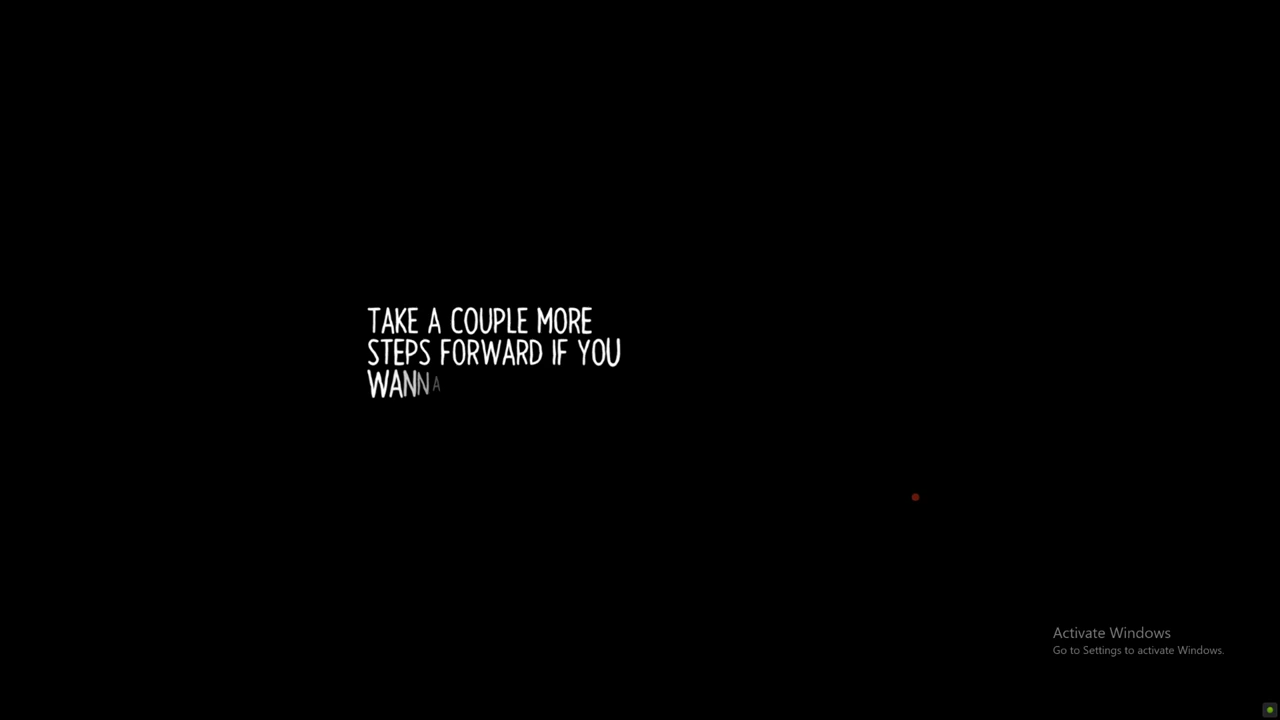 TAKE A COUPLE MORE
STEPS FORWARD IF YOU
WANNA
Activate Windows
Go to Settings to activate Windows.